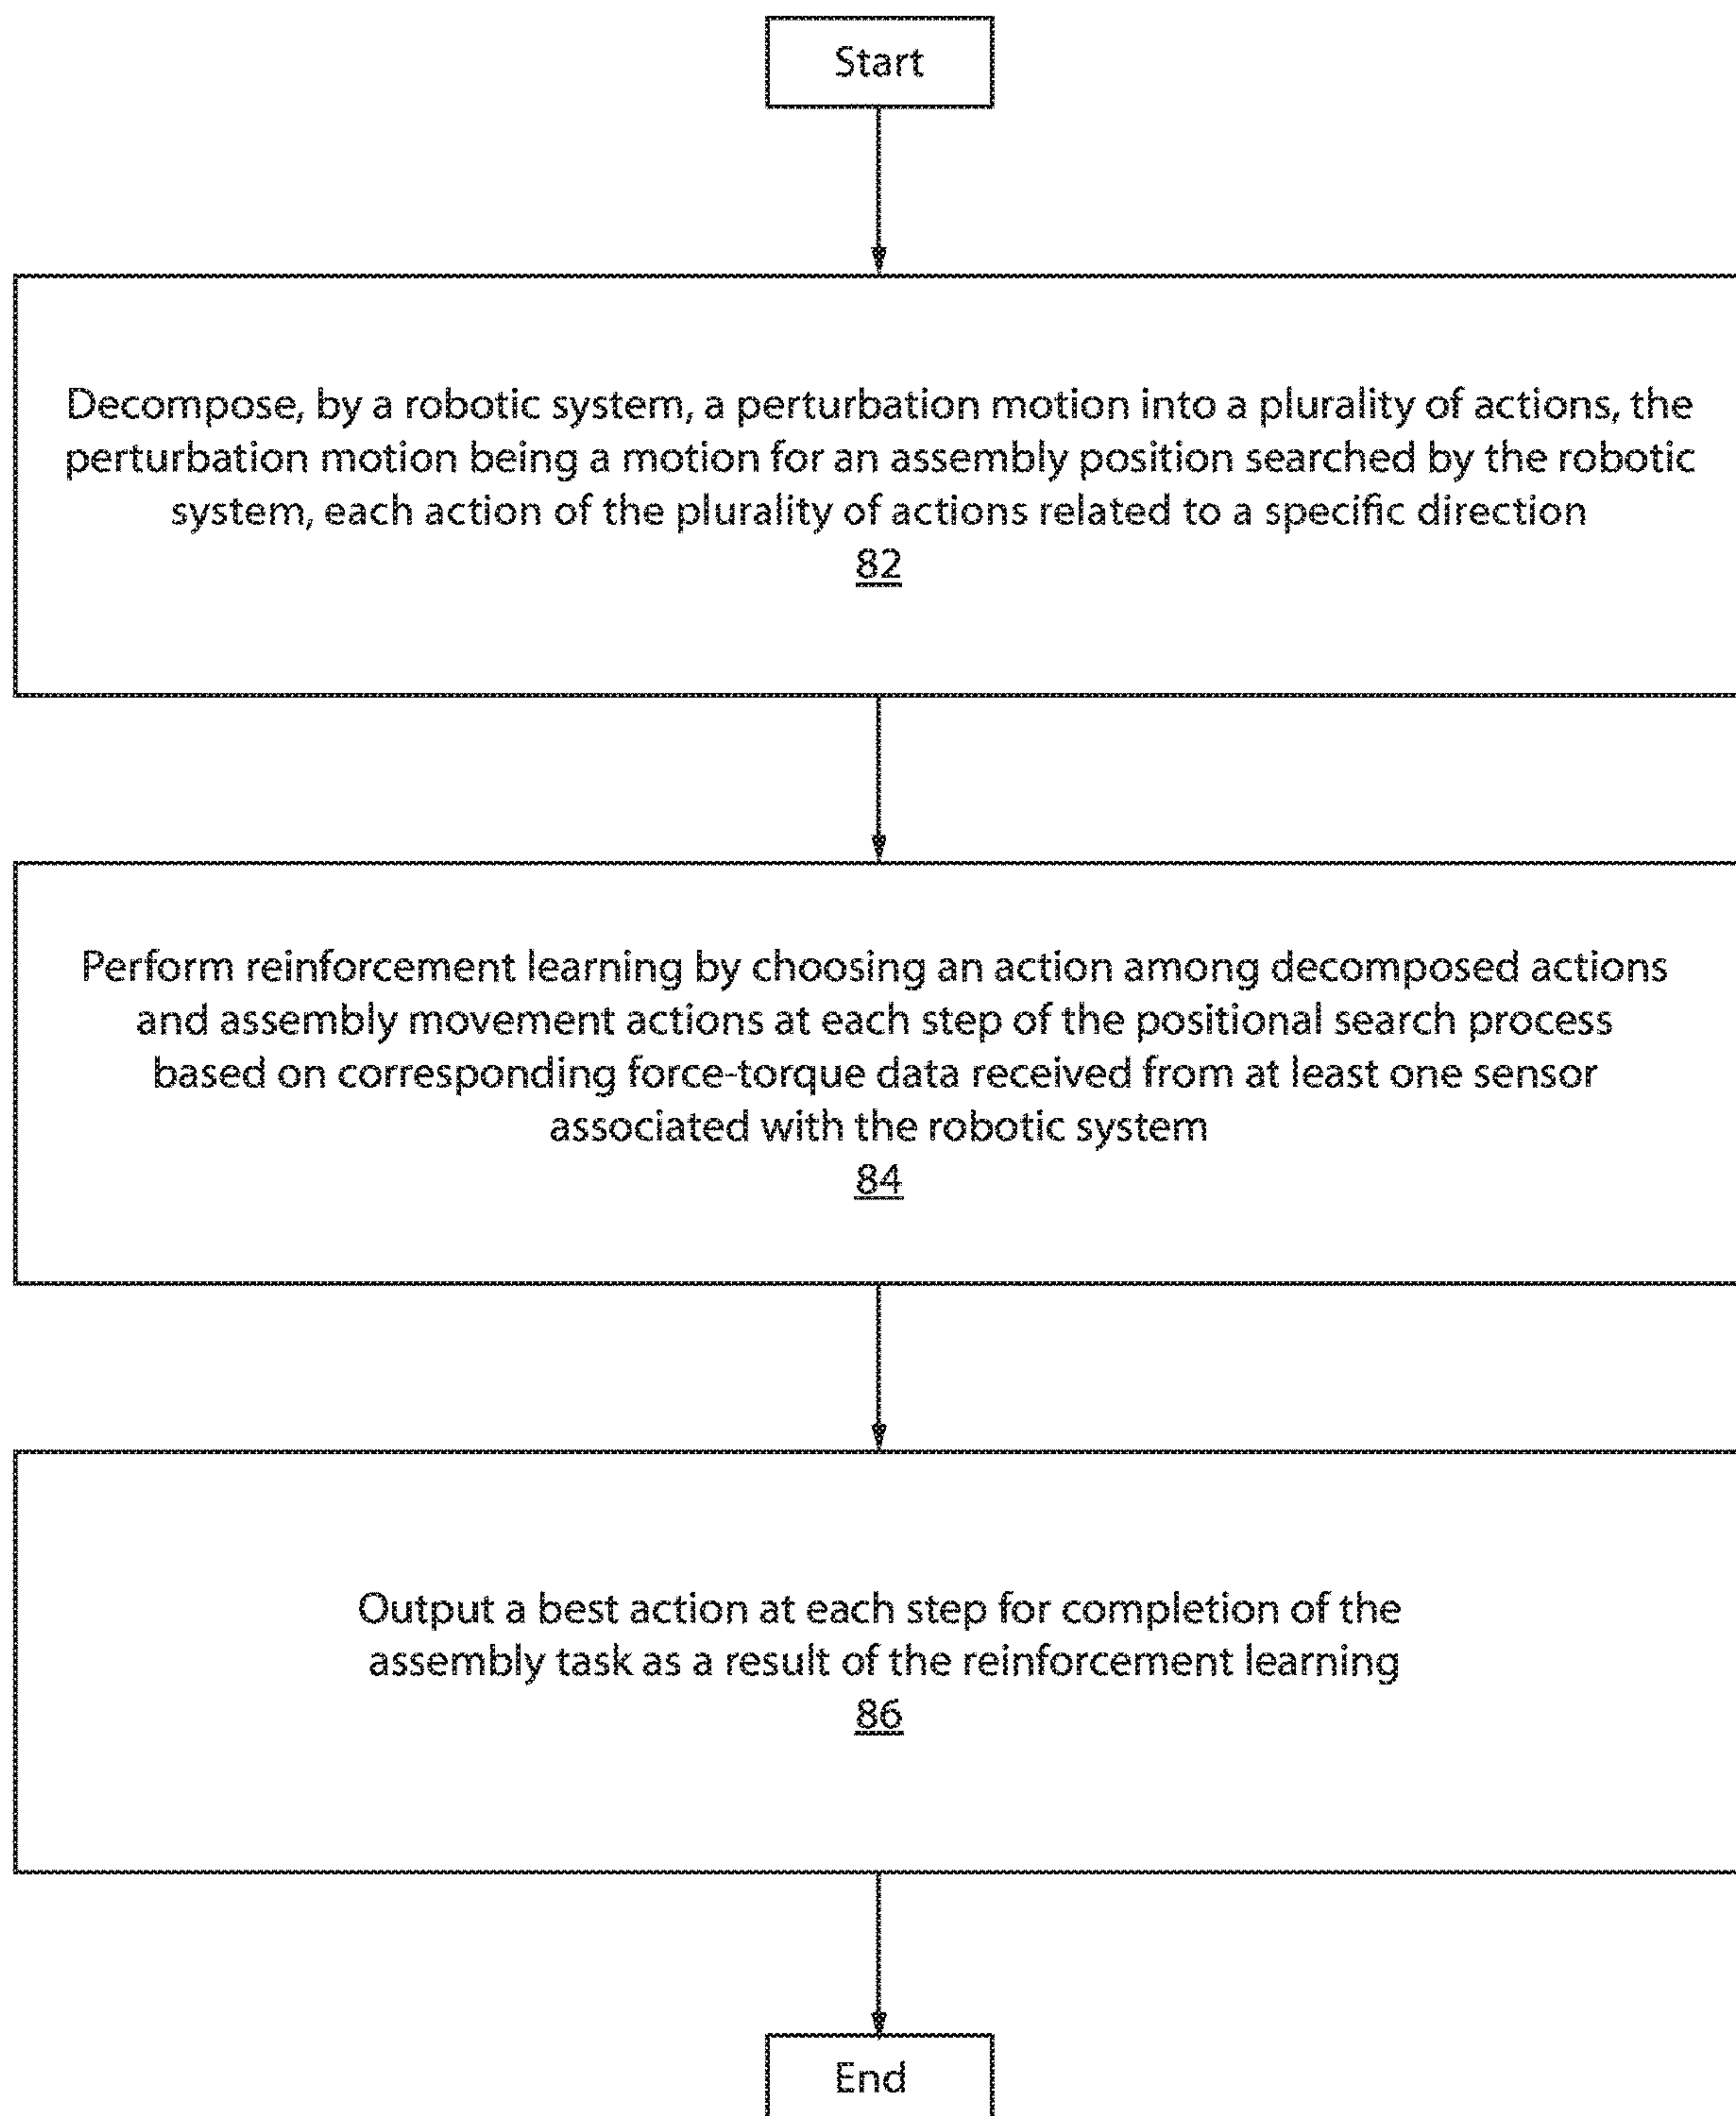 Start
Decompose, by a robotic system, a perturbation motion into a plurality of actions, the
perturbation motion being a motion for an assembly position searched by the robotic
system, each action of the plurality of actions related to a specific direction
82
Perform reinforcement learning by choosing an action among decomposed actions
and assembly movement actions at each step of the positional search process
based on corresponding force-torque data received from at least one sensor
associated with the robotic system
84
Output a best action at each step for completion of the
assembly task as a result of the reinforcement learning
86
End